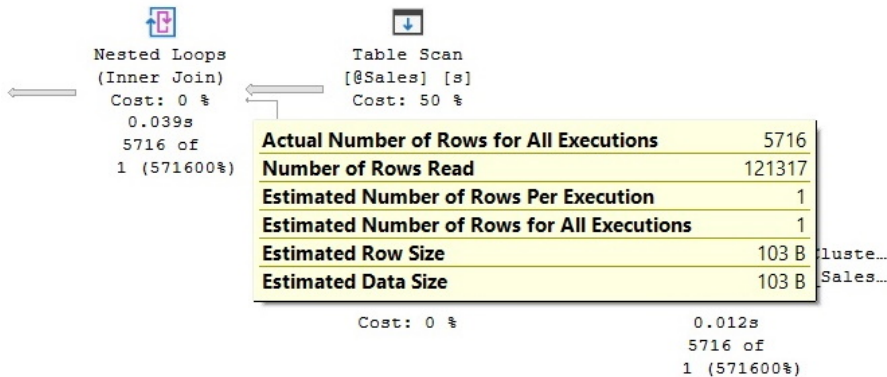 Nested Loops
(Inner Join)
Cost: 0 %
0.039s
5716 of
1 (571600%)
Table Scan
[@Sales] [s]
Cost: 50 %
Actual Number of Rows for All Executions 5716
Number of Rows Read 121317
Estimated Number of Rows Per Execution 1
Estimated Number of Rows for All Executions 1
Estimated Row Size 103 B
Estimated Data Size 103 B
Cost: 0 %
luste…
Sales…
0.012s
5716 of
1 (571600%)